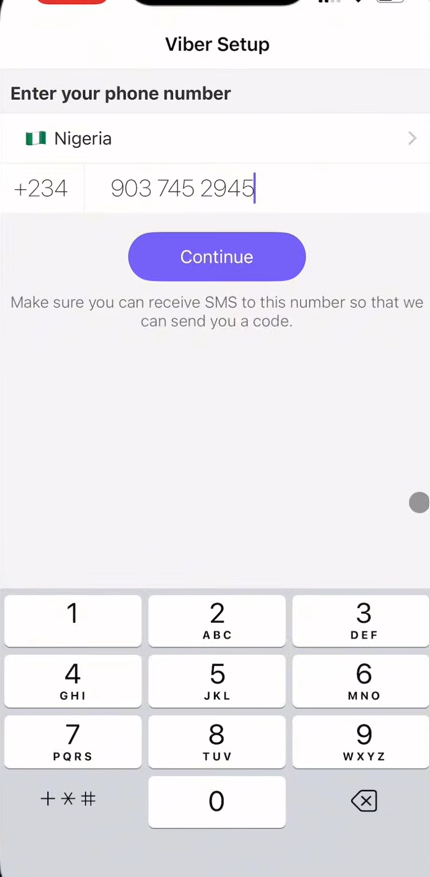 Viber Setup
Enter your phone number
Nigeria
+234 903 745 2945
Continue
Make sure you can receive SMS to this number so that we
can send you a code.
1 2 3
ABC DEF
4 5 6
GHI JKL MNO
7 8 9
PQRS TUV WXYZ
+*# 0